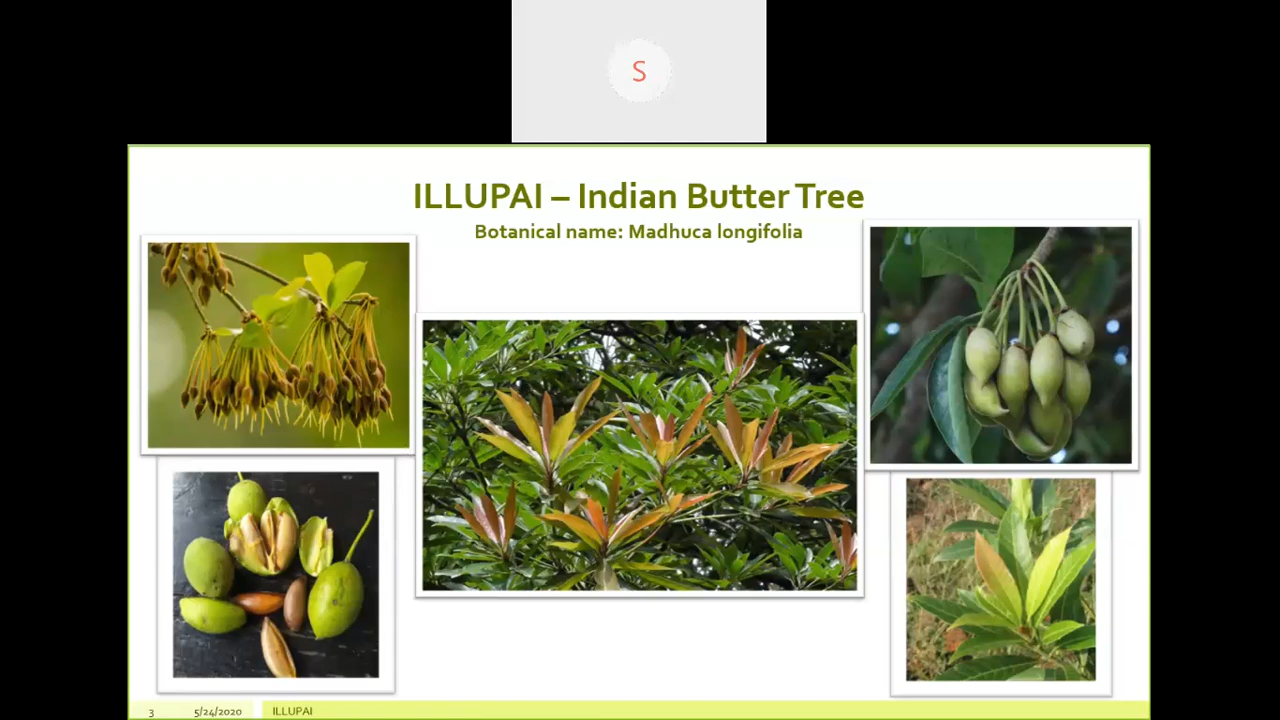 S
ILLUPAI – Indian Butter Tree
Botanical name: Madhuca longifolia
3 5/24/2020 ILLUPAI